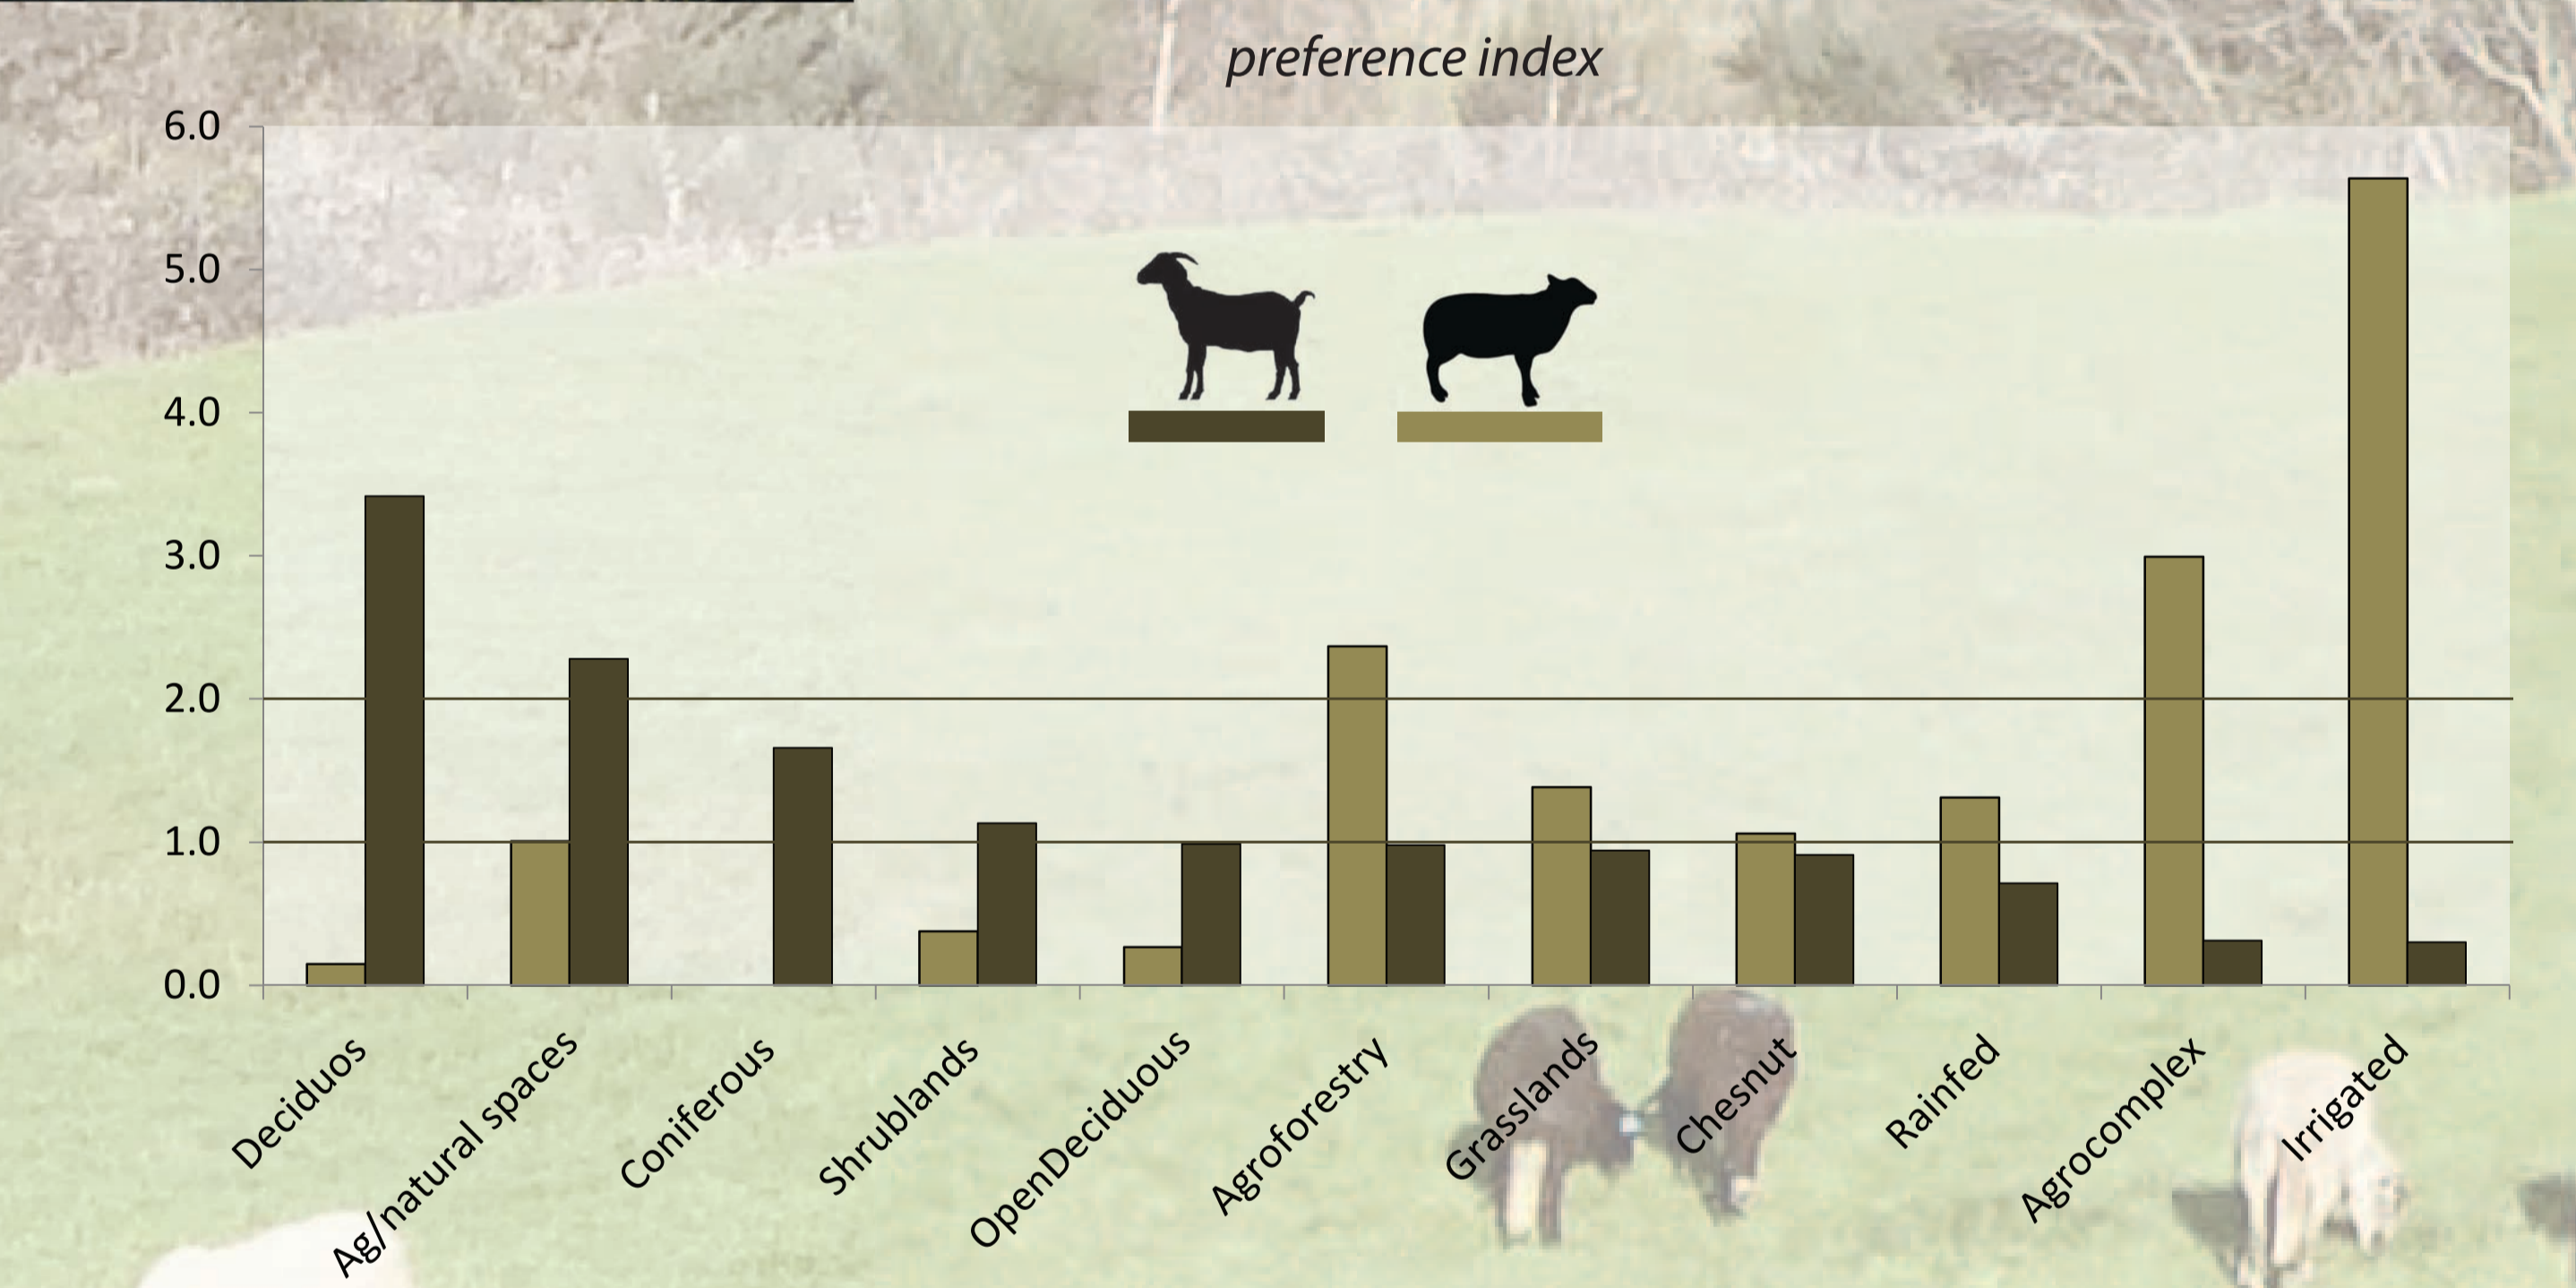 preference index
6.0
5.0
4.0
3.0
2.0
1.0
0.0
Deciduos
Ag/natural spaces
Coniferous
Shrublands
OpenDeciduous
Agroforestry
Grasslands
Chesnut
Rainfed
Agrocomplex
Irrigated